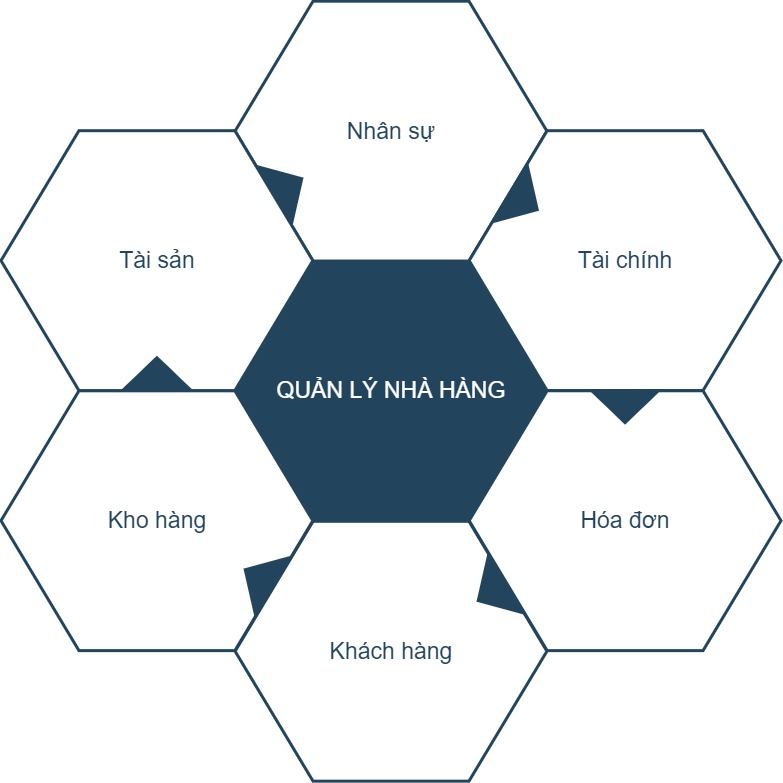 Nhân sự
Tài sản
Tài chính
QUẢN LÝ NHÀ HÀNG
Kho hàng
Hóa đơn
Khách hàng